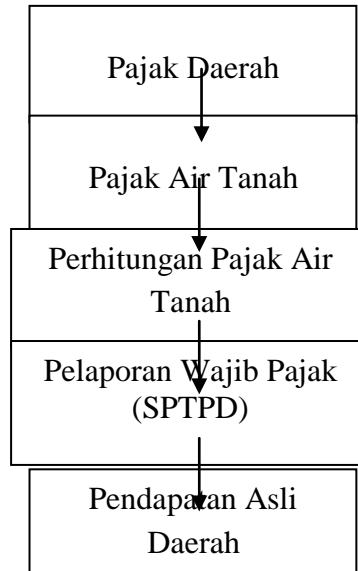 Pajak Daerah
Pajak Air Tanah
Perhitungan Pajak Air
Tanah
Pelaporan Wajib Pajak
(SPTPD)
Pendapatan Asli
Daerah